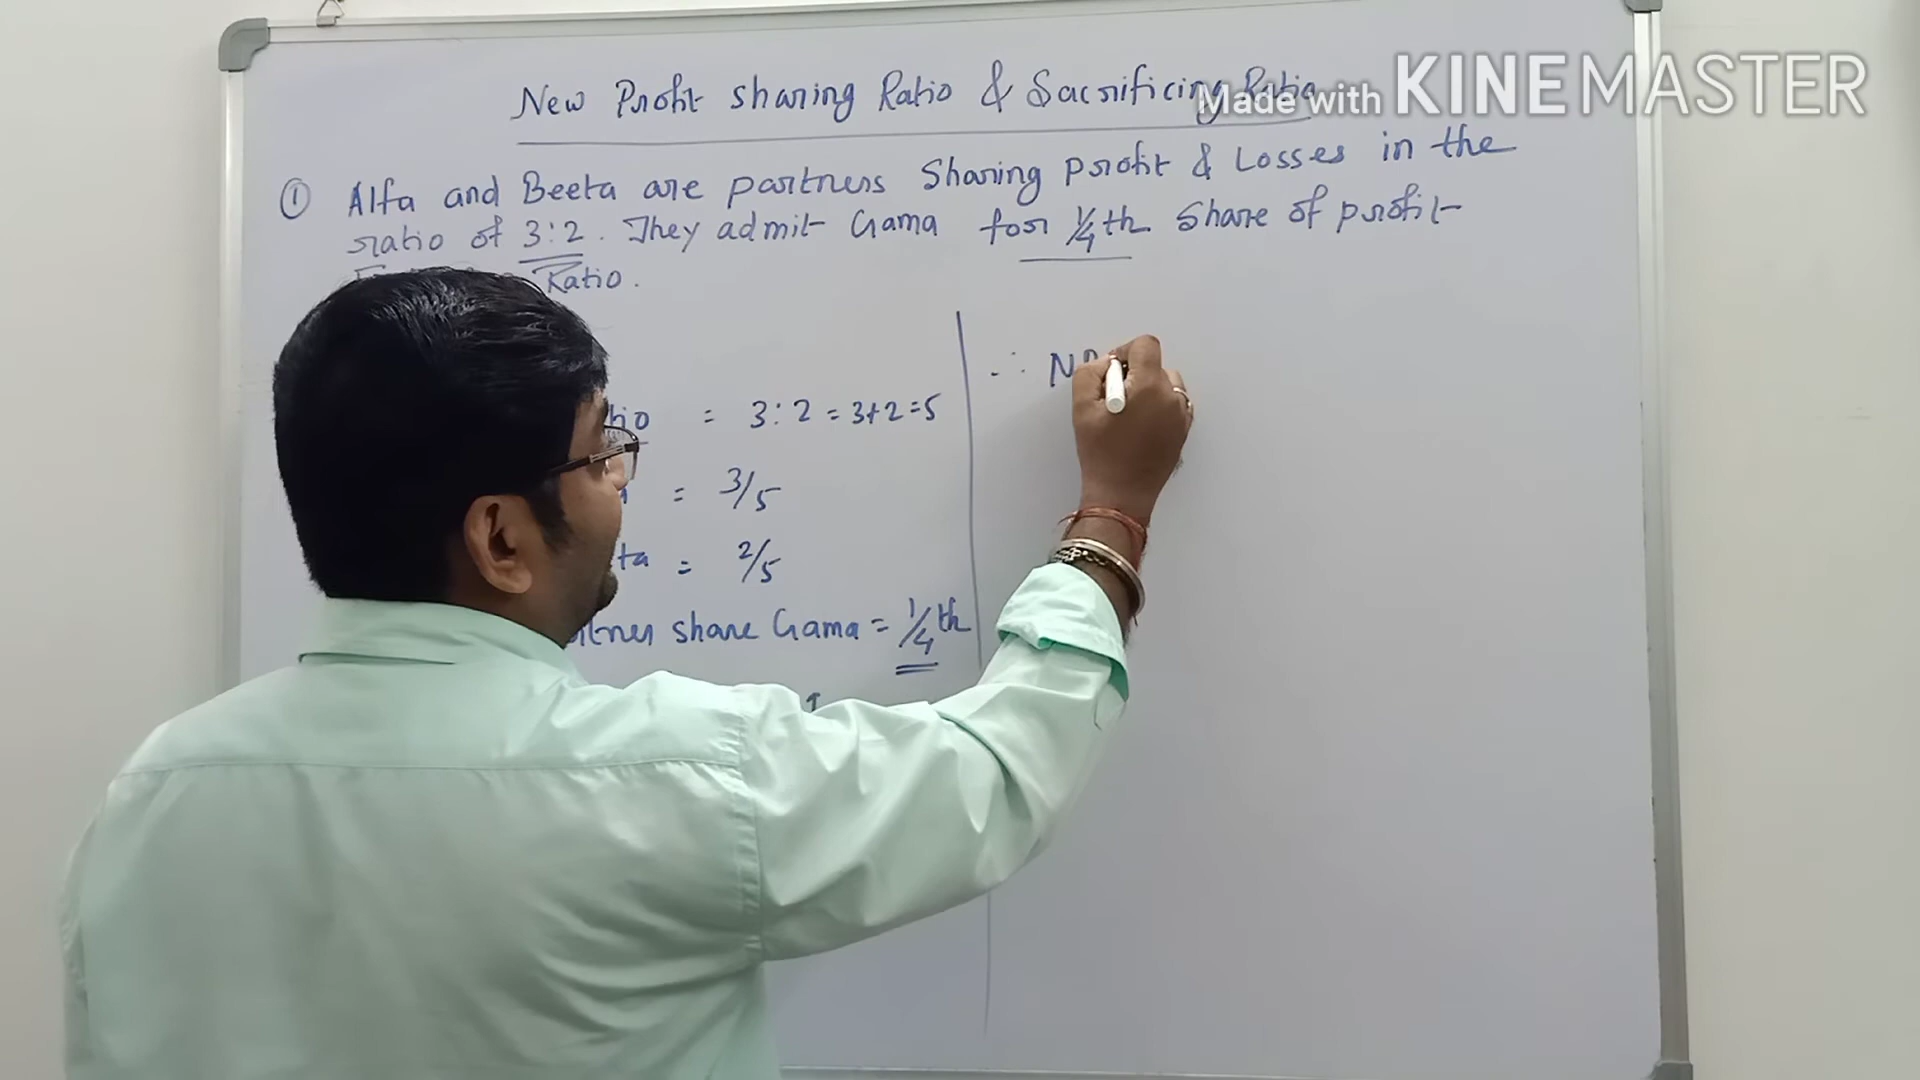 New Profit sharing Ratio & Sacrificing Ratio
Made with KINEMASTER
① Alfa and Beeta are partners Sharing profit & Losses in the
ratio of 3:2. They admit Gama for 1/4th Share of profit
Ratio.
= 3:2 = 3+2=5
= 3/5
ta = 2/5
share Gama = 1/4th
∴ N